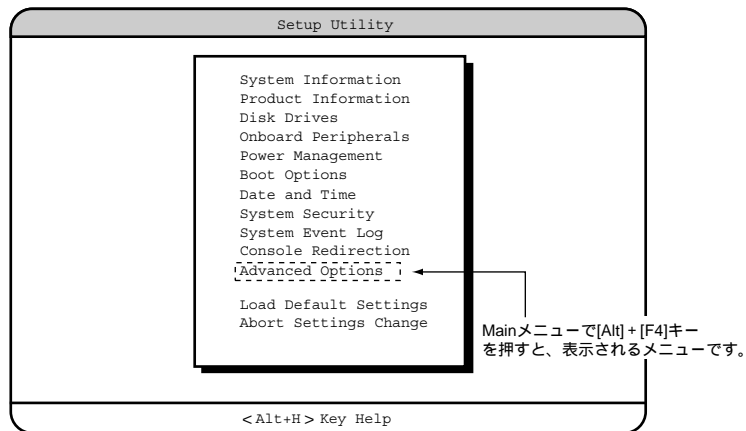 Setup Utility
System Information
Product Information
Disk Drives
Onboard Peripherals
Power Management
Boot Options
Date and Time
System Security
System Event Log
Console Redirection
Advanced Options
Load Default Settings
Abort Settings Change
Mainメニューで[Alt]+[F4]キー
を押すと、表示されるメニューです。
<Alt+H> Key Help